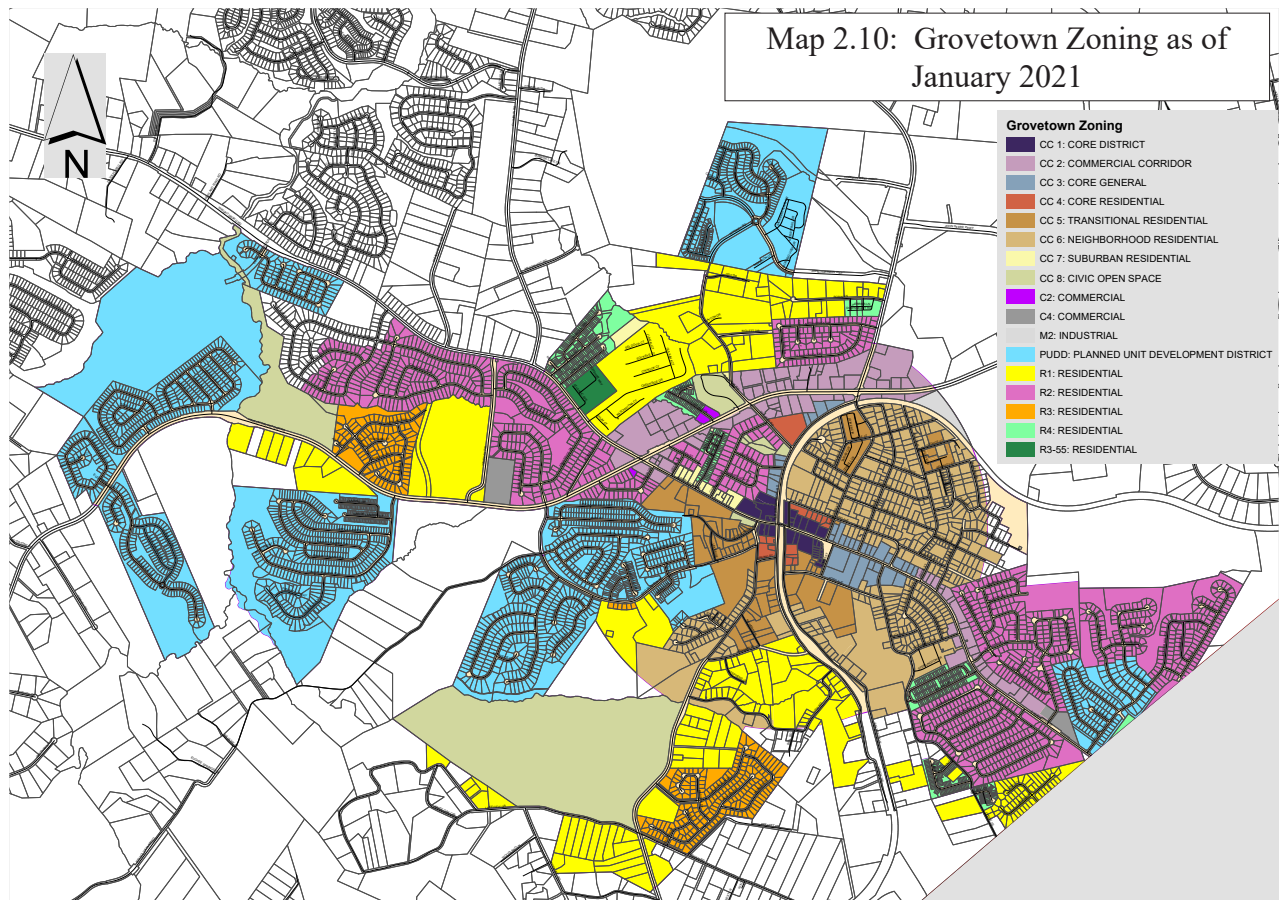 Map 2.10: Grovetown Zoning as of
January 2021
N
Grovetown Zoning
CC 1: CORE DISTRICT
CC 2: COMMERCIAL CORRIDOR
CC 3: CORE GENERAL
CC 4: CORE RESIDENTIAL
CC 5: TRANSITIONAL RESIDENTIAL
CC 6: NEIGHBORHOOD RESIDENTIAL
CC 7: SUBURBAN RESIDENTIAL
CC 8: CIVIC OPEN SPACE
C2: COMMERCIAL
C4: COMMERCIAL
M2: INDUSTRIAL
PUDD: PLANNED UNIT DEVELOPMENT DISTRICT
R1: RESIDENTIAL
R2: RESIDENTIAL
R3: RESIDENTIAL
R4: RESIDENTIAL
R3-55: RESIDENTIAL